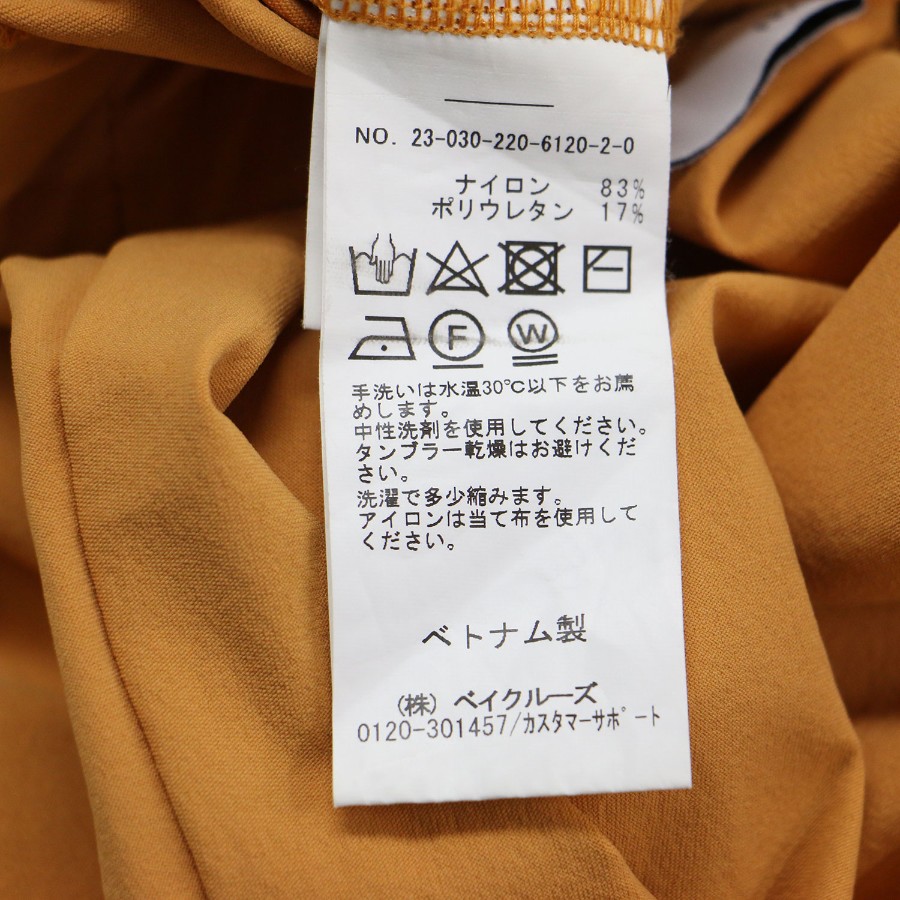 NO. 23-030-220-6120-2-0
ナイロン 83%
ポリウレタン 17%
F W
手洗いは水温30℃以下をお薦
めします。
中性洗剤を使用してください。
タンブラー乾燥はお避けくだ
さい。
洗濯で多少縮みます。
アイロンは当て布を使用して
ください。
ベトナム製
(株) ベイクルーズ
0120-301457/カスタマーサポート